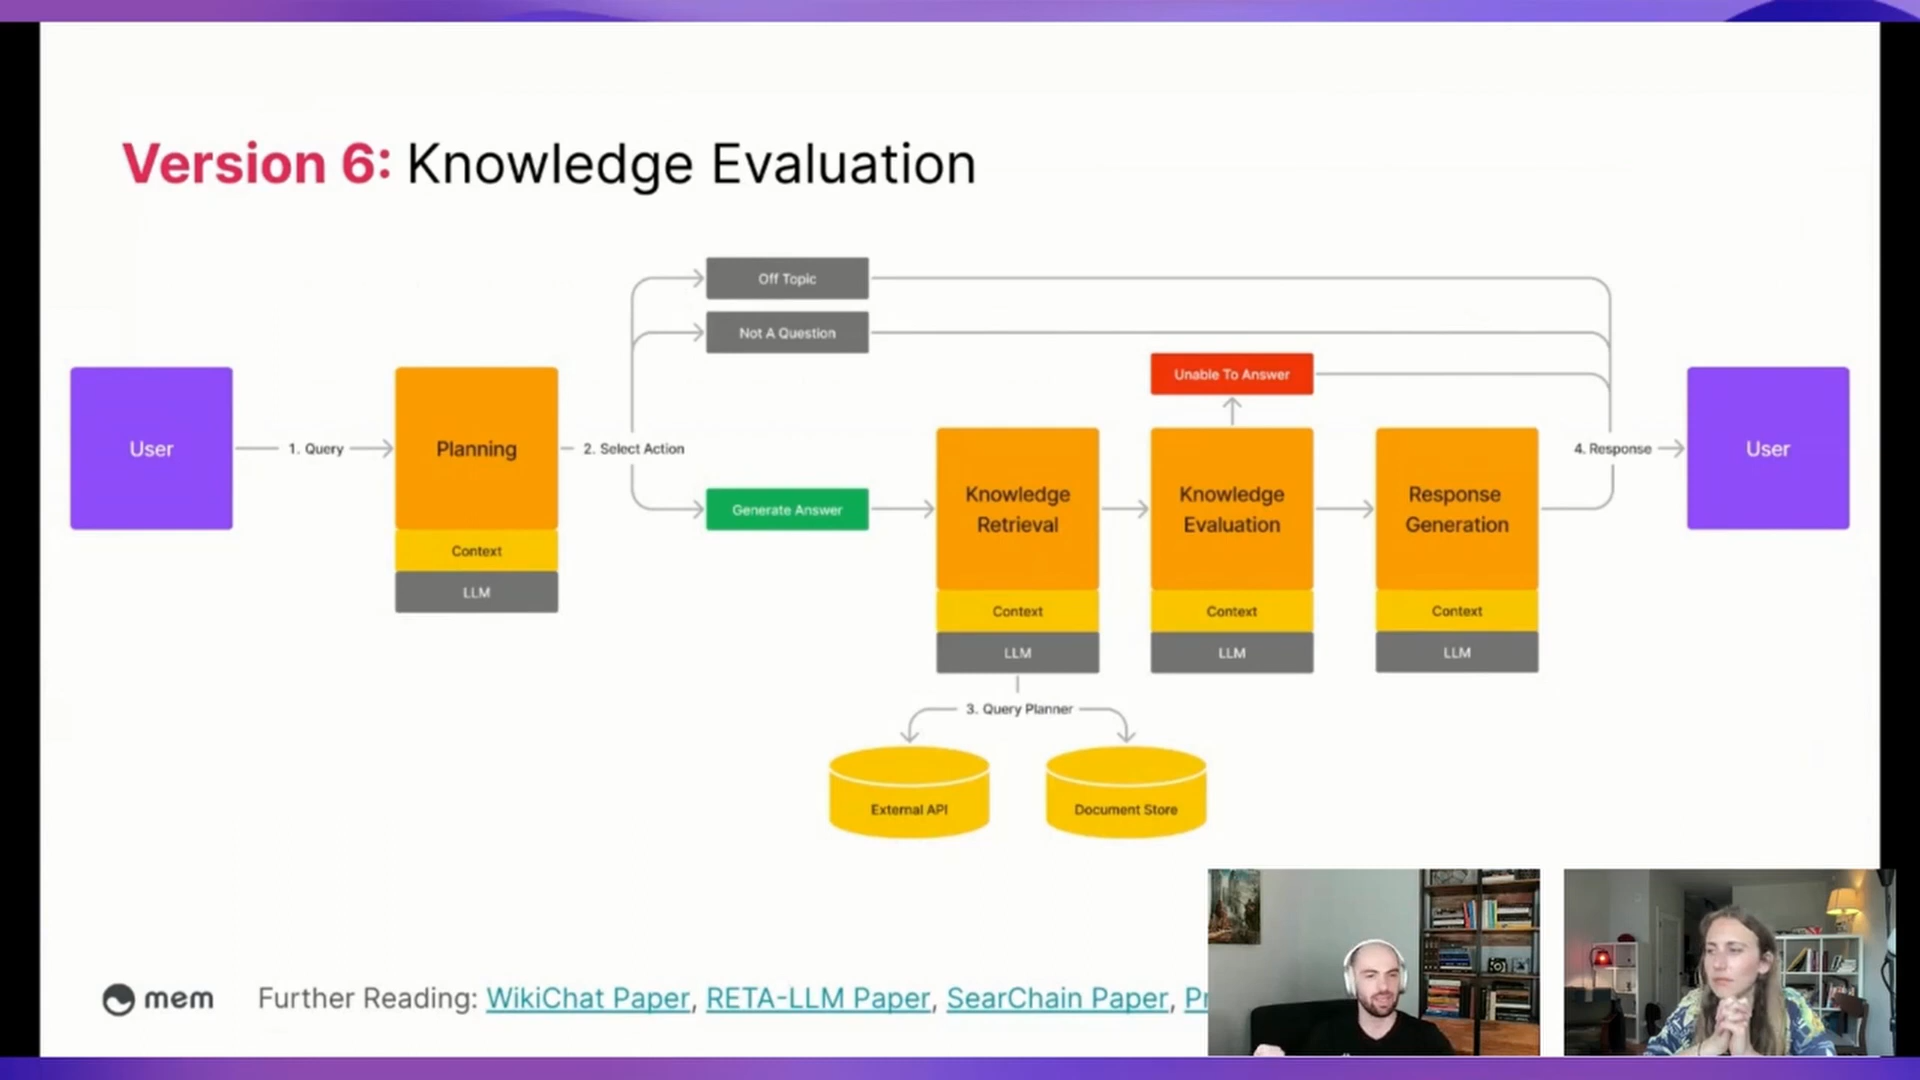 Version 6: Knowledge Evaluation
Off Topic
Not A Question
Unable To Answer
User
1. Query
Planning
2. Select Action
4. Response
User
Generate Answer
Knowledge
Retrieval
Knowledge
Evaluation
Response
Generation
Context
LLM
Context
LLM
Context
LLM
Context
LLM
3. Query Planner
External API
Document Store
mem
Further Reading: WikiChat Paper, RETA-LLM Paper, SearChain Paper,